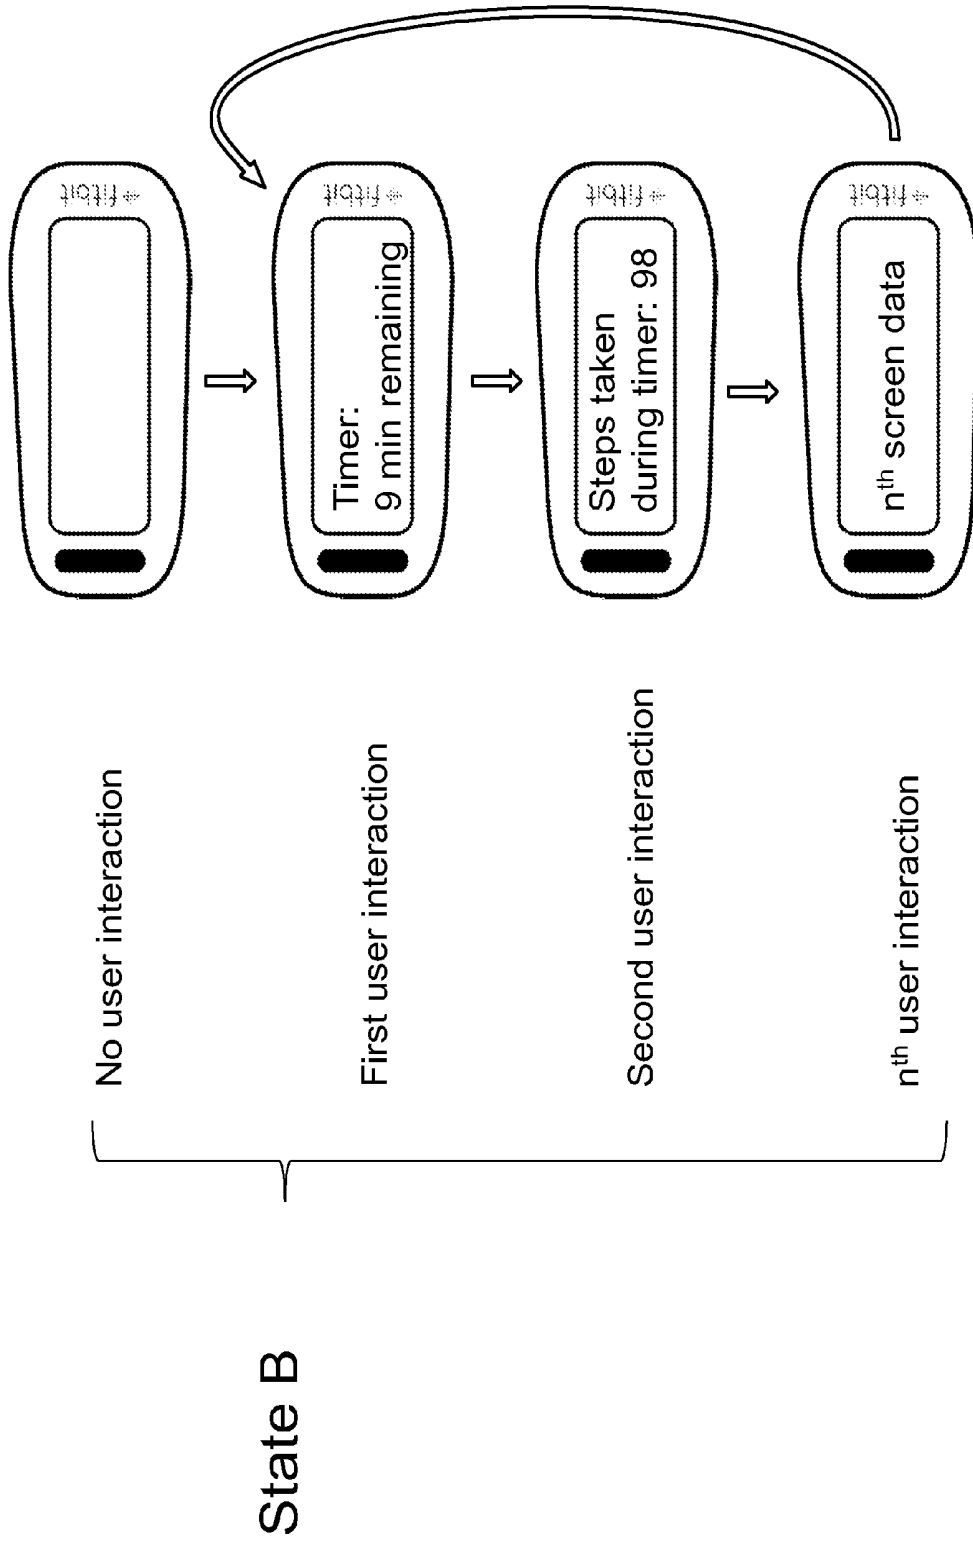 State B
No user interaction
fitbit
First user interaction
Timer:
9 min remaining
fitbit
Second user interaction
Steps taken
during timer: 98
fitbit
nth user interaction
nth screen data
fitbit